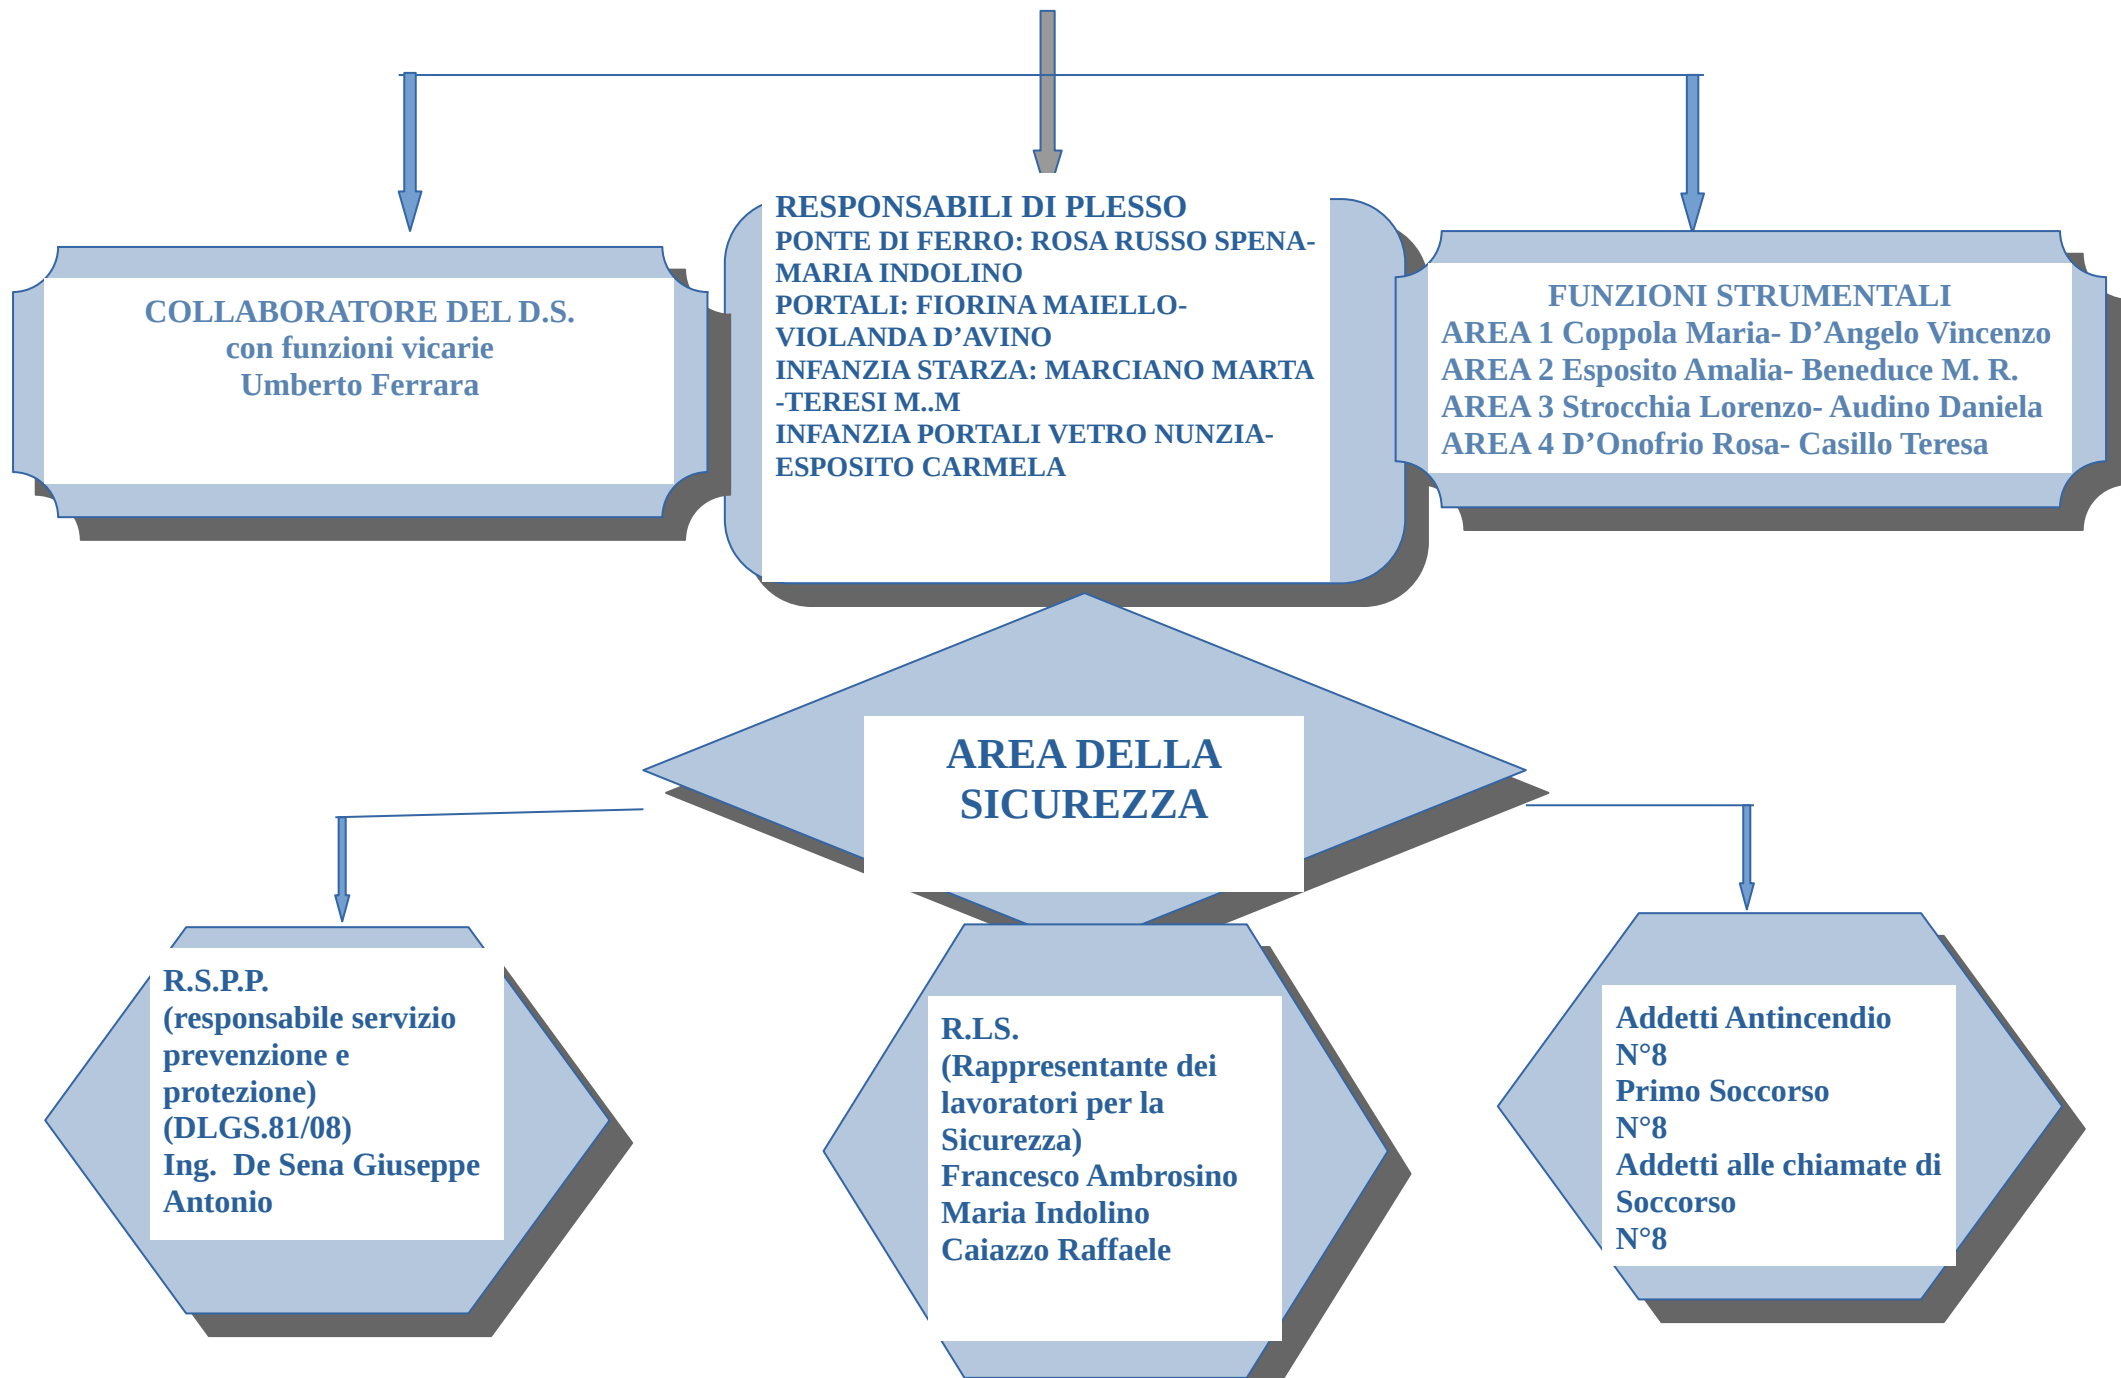 COLLABORATORE DEL D.S.
con funzioni vicarie
Umberto Ferrara
RESPONSABILI DI PLESSO
PONTE DI FERRO: ROSA RUSSO SPENA-
MARIA INDOLINO
PORTALI: FIORINA MAIELLO-
VIOLANDA D’AVINO
INFANZIA STARZA: MARCIANO MARTA
-TERESI M..M
INFANZIA PORTALI VETRO NUNZIA-
ESPOSITO CARMELA
FUNZIONI STRUMENTALI
AREA 1 Coppola Maria- D’Angelo Vincenzo
AREA 2 Esposito Amalia- Beneduce M. R.
AREA 3 Strocchia Lorenzo- Audino Daniela
AREA 4 D’Onofrio Rosa- Casillo Teresa
AREA DELLA
SICUREZZA
R.S.P.P.
(responsabile servizio
prevenzione e
protezione)
(DLGS.81/08)
Ing.  De Sena Giuseppe
Antonio
R.LS.
(Rappresentante dei
lavoratori per la
Sicurezza)
Francesco Ambrosino
Maria Indolino
Caiazzo Raffaele
Addetti Antincendio
N°8
Primo Soccorso
N°8
Addetti alle chiamate di
Soccorso
N°8